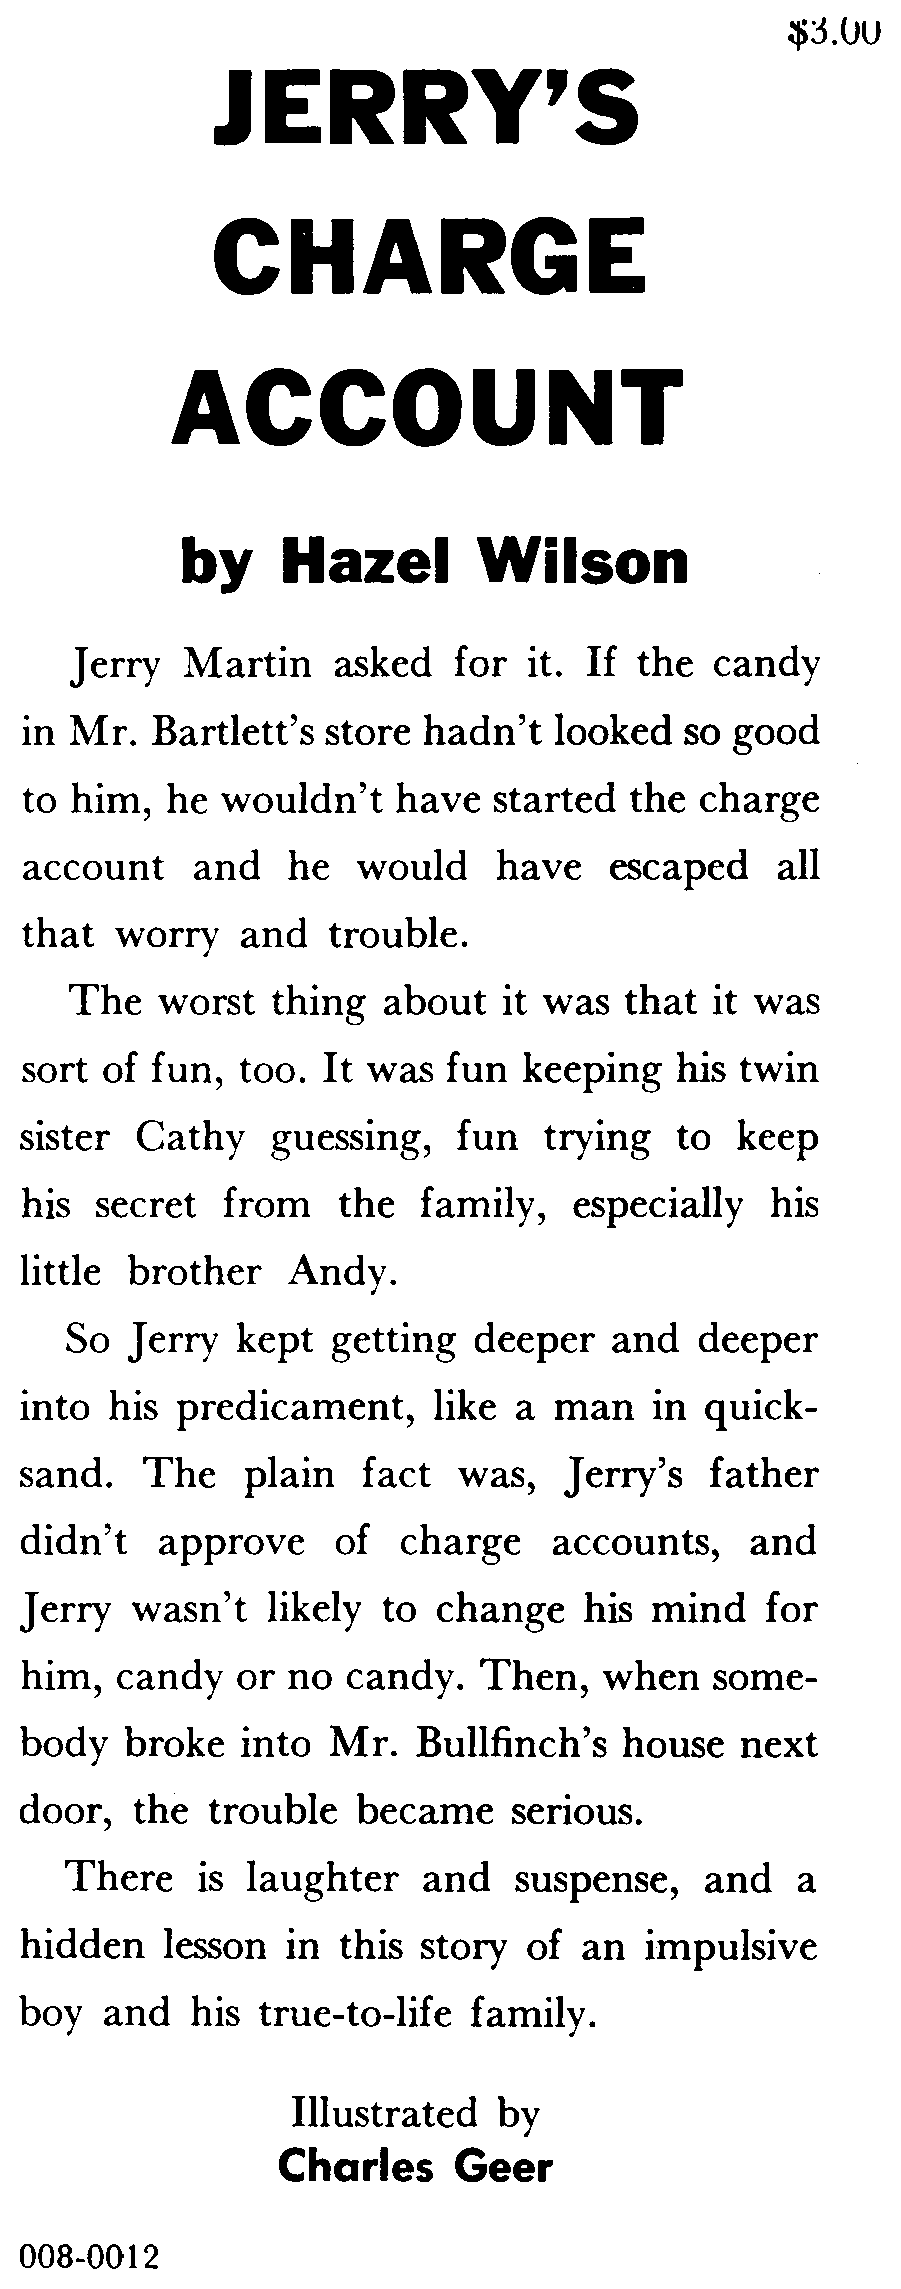 $3.00
JERRY'S
CHARGE
ACCOUNT
by Hazel Wilson
Jerry Martin asked for it. If the candy
in Mr. Bartlett's store hadn't looked so good
to him, he wouldn't have started the charge
account and he would have escaped all
that worry and trouble.
The worst thing about it was that it was
sort of fun, too. It was fun keeping his twin
sister Cathy guessing, fun trying to keep
his secret from the family, especially his
little brother Andy.
So Jerry kept getting deeper and deeper
into his predicament, like a man in quick-
sand. The plain fact was, Jerry's father
didn't approve of charge accounts, and
Jerry wasn't likely to change his mind for
him, candy or no candy. Then, when some-
body broke into Mr. Bullfinch's house next
door, the trouble became serious.
There is laughter and suspense, and a
hidden lesson in this story of an impulsive
boy and his true-to-life family.
Illustrated by
Charles Geer
008-0012